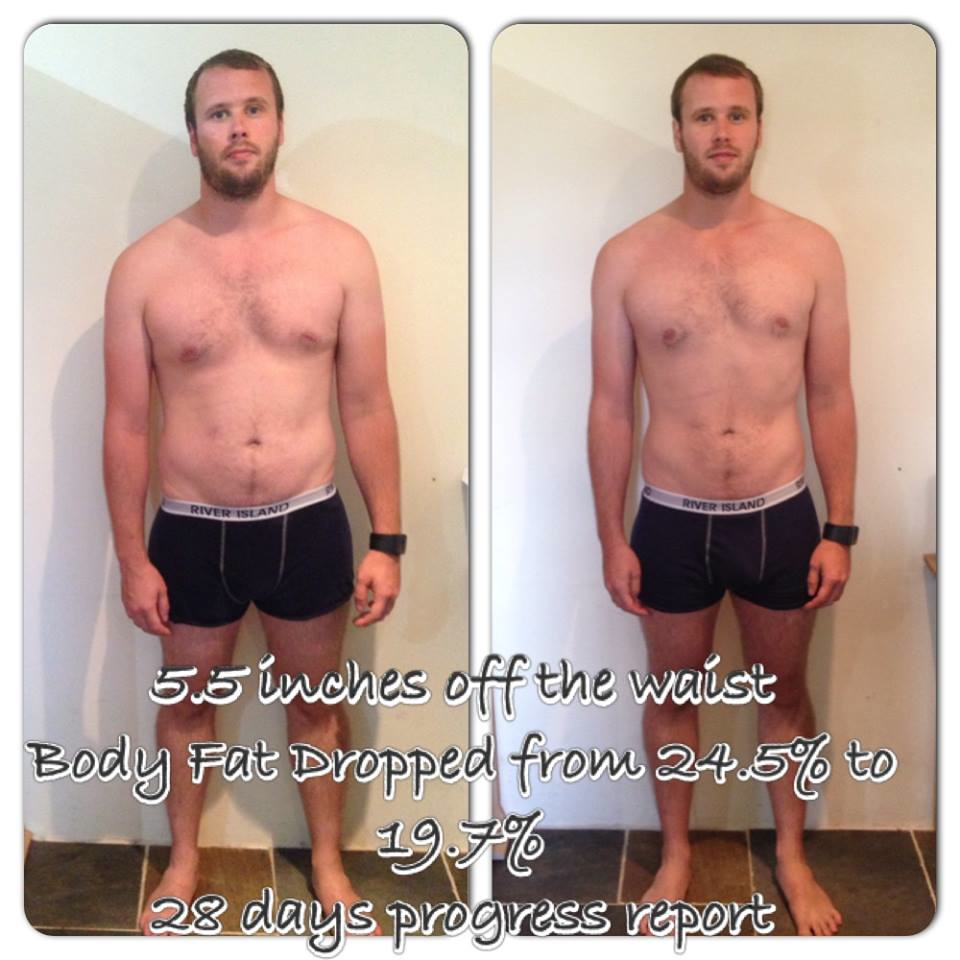 RIVER ISLAND
RIVER ISLAND
5.5 inches off the waist
Body Fat Dropped from 24.5% to
19.7%
28 days progress report